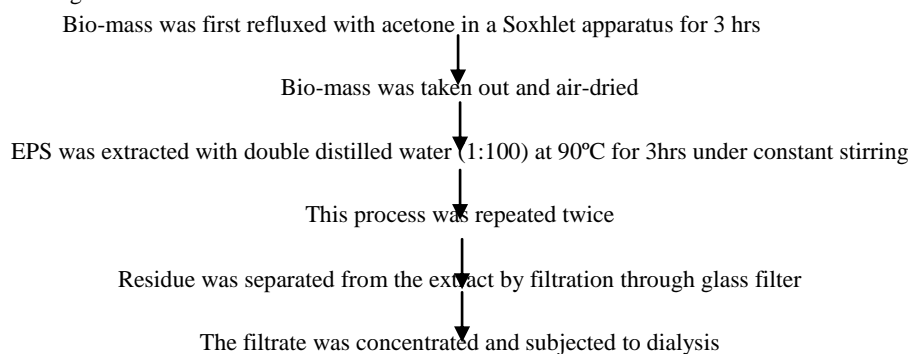 Bio-mass was first refluxed with acetone in a Soxhlet apparatus for 3 hrs
Bio-mass was taken out and air-dried
EPS was extracted with double distilled water (1:100) at 90ºC for 3hrs under constant stirring
This process was repeated twice
Residue was separated from the extract by filtration through glass filter
The filtrate was concentrated and subjected to dialysis